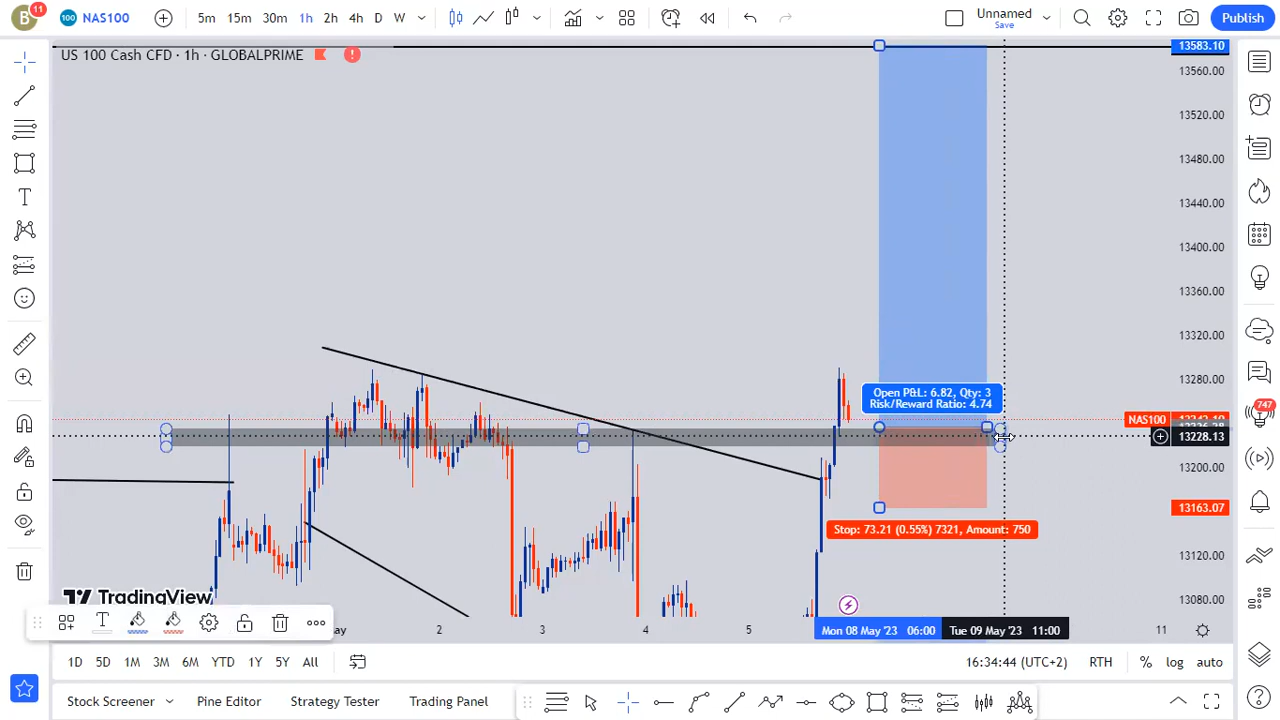 B
11
100
NAS100
5m
15m
30m
1h
2h
4h
D
W
Unnamed
Save
Publish
US 100 Cash CFD · 1h · GLOBALPRIME
13583.10
13560.00
13520.00
13480.00
13440.00
13400.00
13360.00
13320.00
13280.00
Open P&L: 6.82, Qty: 3
Risk/Reward Ratio: 4.74
NAS100
13228.13
13200.00
13163.07
Stop: 73.21 (0.55%) 7321, Amount: 750
13120.00
13080.00
747
TradingView
T
2
3
4
5
Mon 08 May '23
06:00
Tue 09 May '23
11:00
11
1D
5D
1M
3M
6M
YTD
1Y
5Y
All
16:34:44 (UTC+2)
RTH
%
log
auto
Stock Screener
Pine Editor
Strategy Tester
Trading Panel